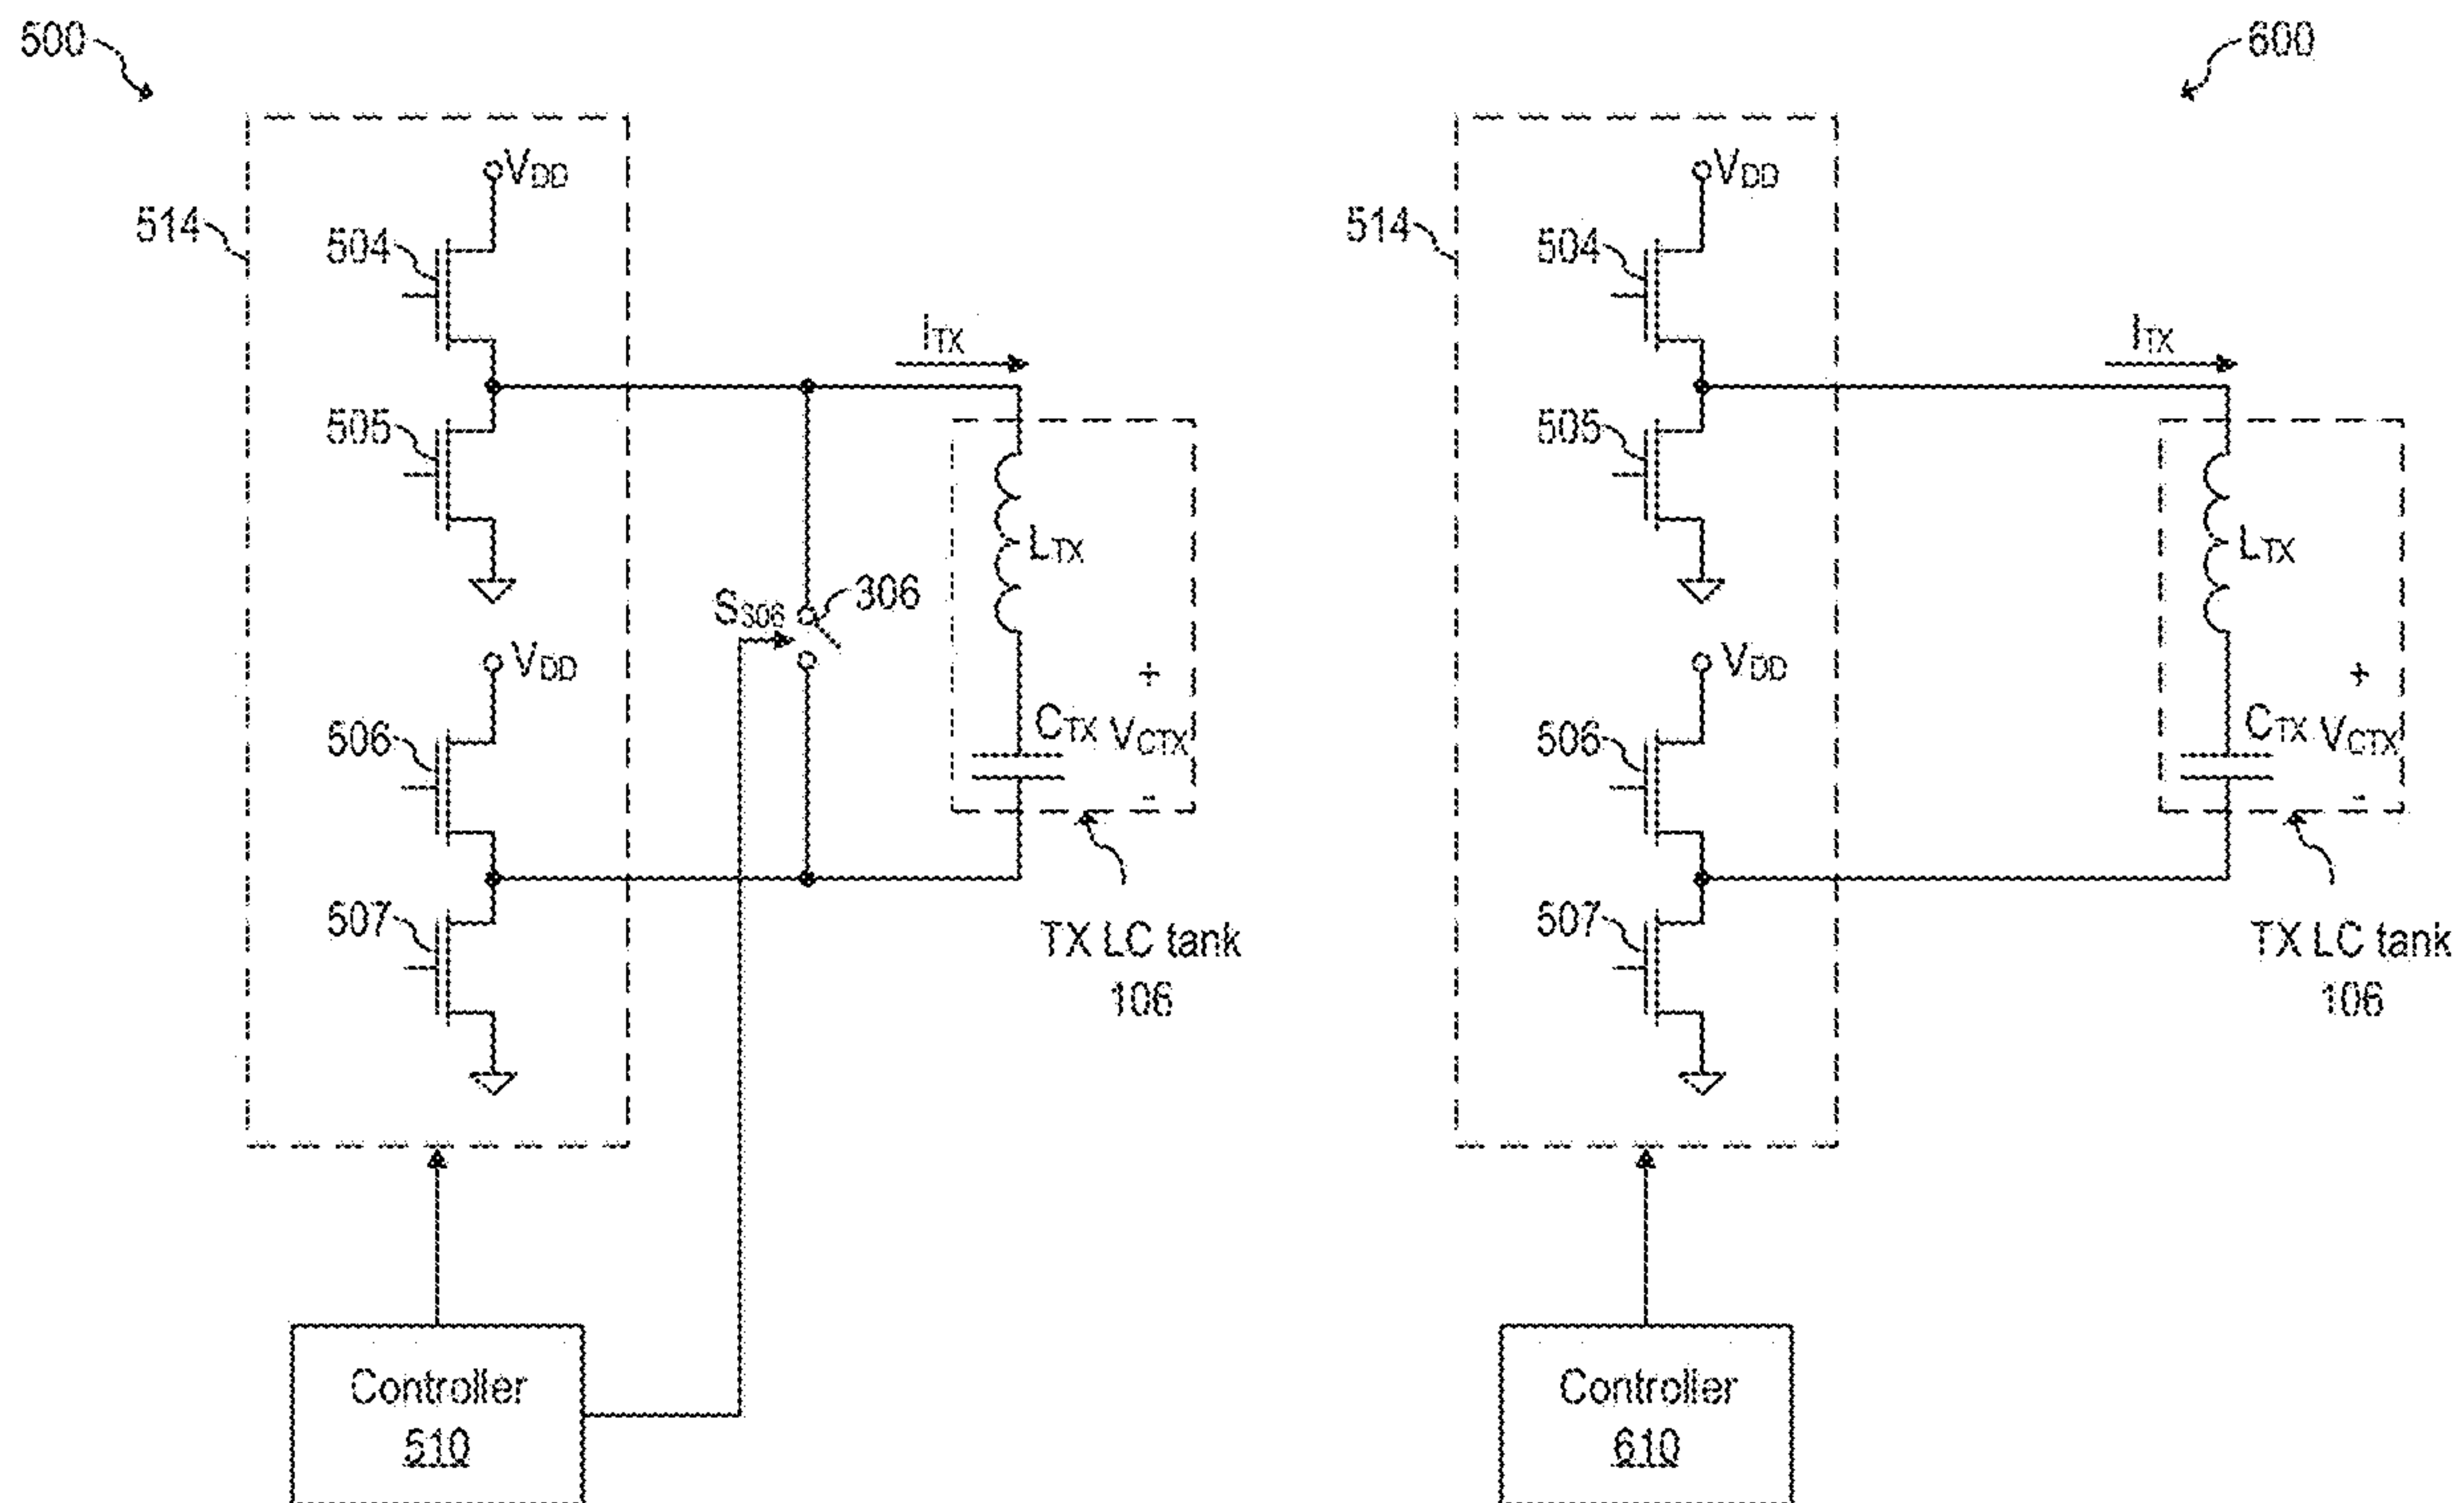 500
514
VDD
504
505
ITX
LTX
S306
306
VDD
506
CTX
VCTX
+
-
507
TX LC tank
106
Controller
510
600
514
VDD
504
505
ITX
LTX
VDD
506
CTX
VCTX
+
-
507
TX LC tank
106
Controller
610